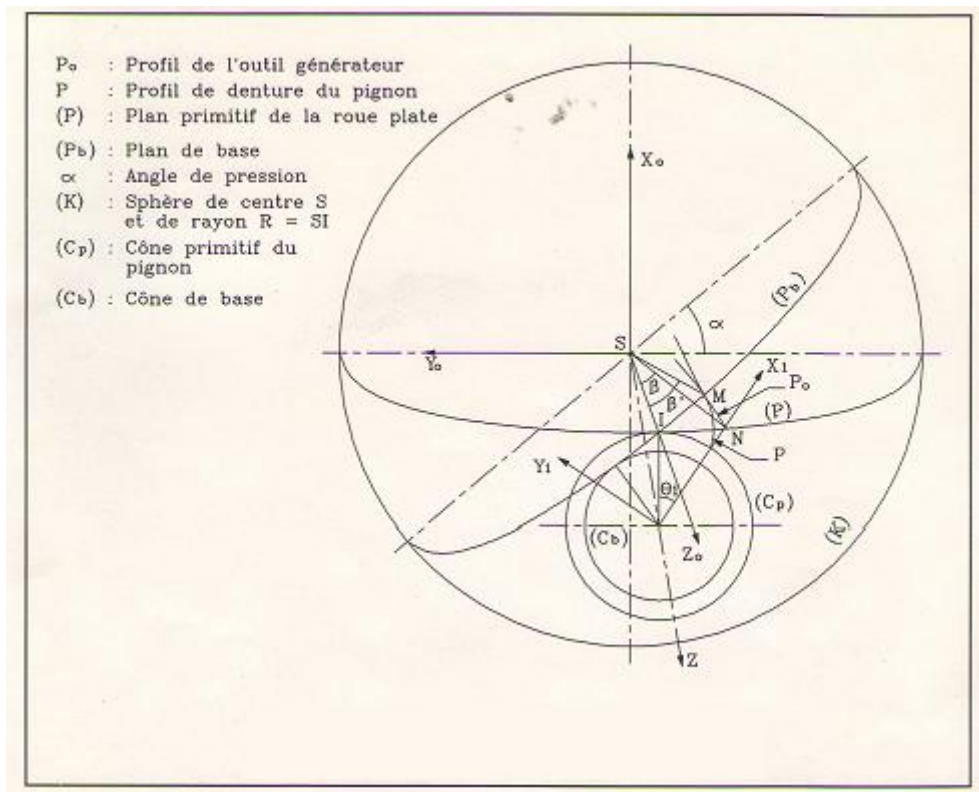 Po : Profil de l'outil générateur
P : Profil de denture du pignon
(P) : Plan primitif de la roue plate
(Pb) : Plan de base
α : Angle de pression
(K) : Sphère de centre S
et de rayon R = SI
(Cp) : Cône primitif du
pignon
(Cb) : Cône de base
Xo
(Pb)
α
S
Yo
X1
β
β'
M
Po
(P)
I
N
P
Y1
θ1
(Cp)
(Cb)
Zo
(K)
Z